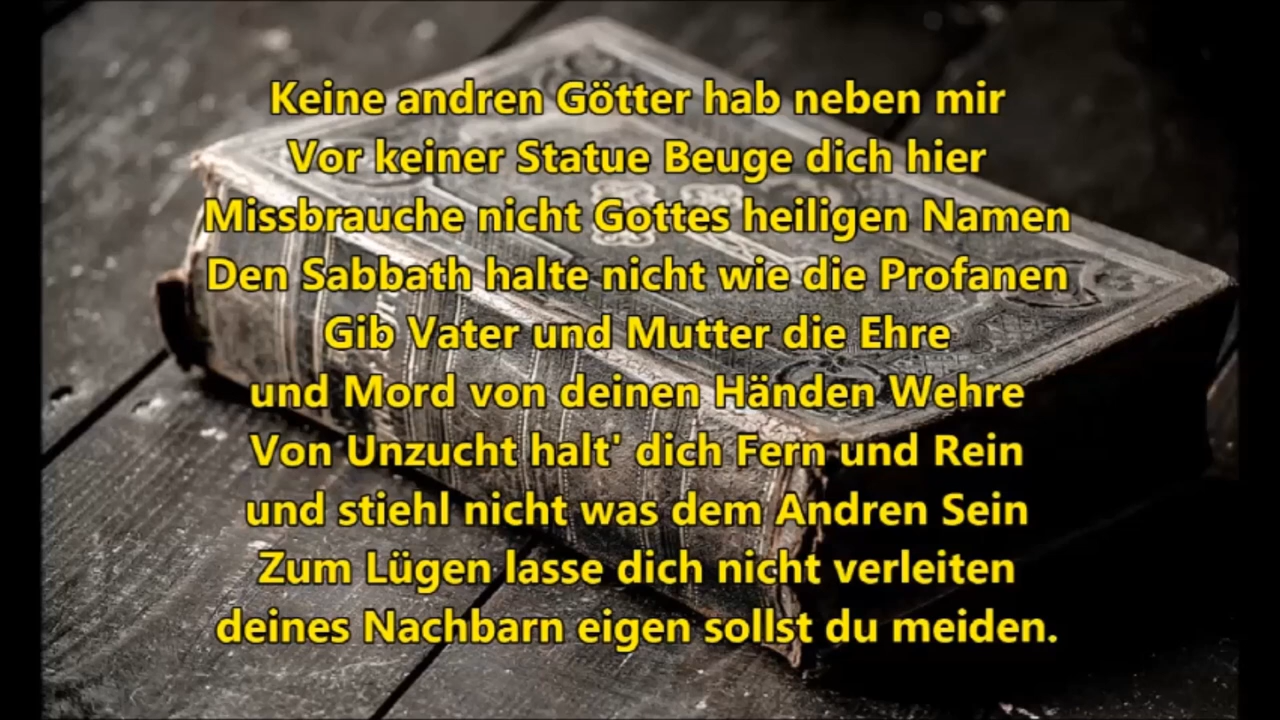 Keine andren Götter hab neben mir
Vor keiner Statue Beuge dich hier
Missbrauche nicht Gottes heiligen Namen
Den Sabbath halte nicht wie die Profanen
Gib Vater und Mutter die Ehre
und Mord von deinen Händen Wehre
Von Unzucht halt' dich Fern und Rein
und stiehl nicht was dem Andren Sein
Zum Lügen lasse dich nicht verleiten
deines Nachbarn eigen sollst du meiden.